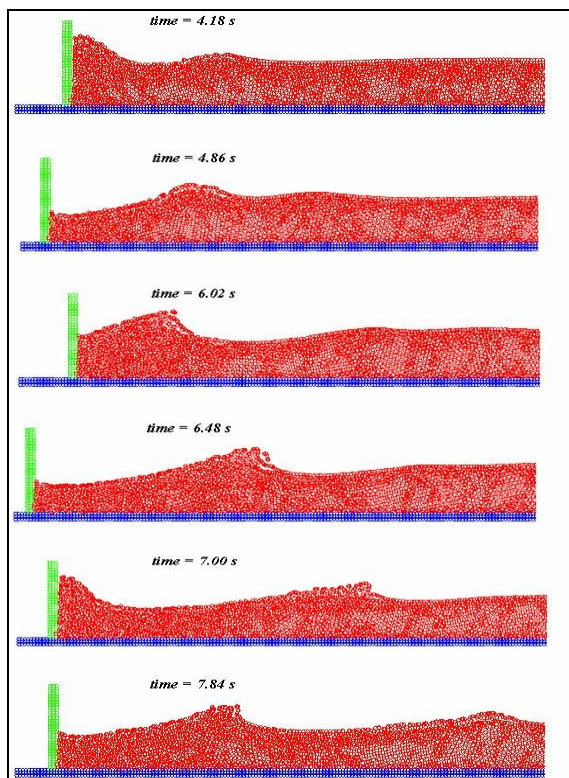 time = 4.18 s
time = 4.86 s
time = 6.02 s
time = 6.48 s
time = 7.00 s
time = 7.84 s